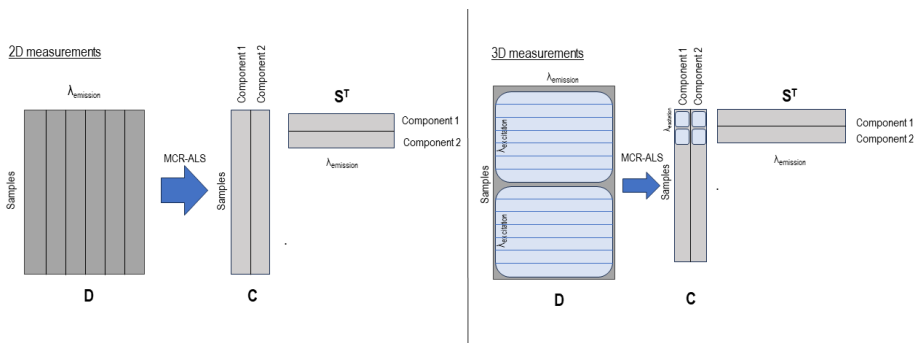 2D measurements
λemission
Samples
D
MCR-ALS
Component 1
Component 2
Samples
C
Sᵀ
Component 1
Component 2
λemission
3D measurements
λemission
Samples
λexcitation
λexcitation
D
MCR-ALS
Component 1
Component 2
λexcitation
Samples
C
Sᵀ
Component 1
Component 2
λemission